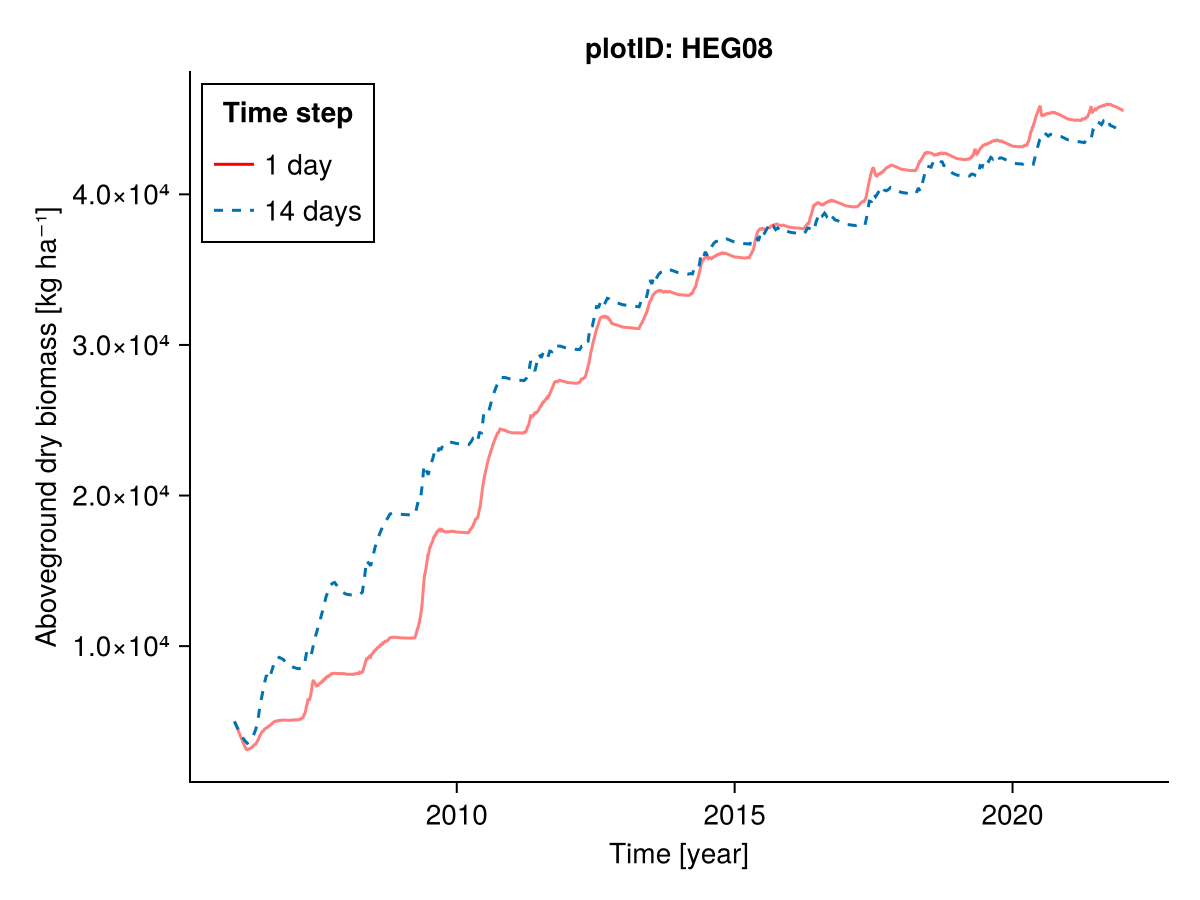 plotID: HEG08
Time step
1 day
14 days
Aboveground dry biomass [kg ha⁻¹]
4.0×10⁴
3.0×10⁴
2.0×10⁴
1.0×10⁴
2010 2015 2020
Time [year]